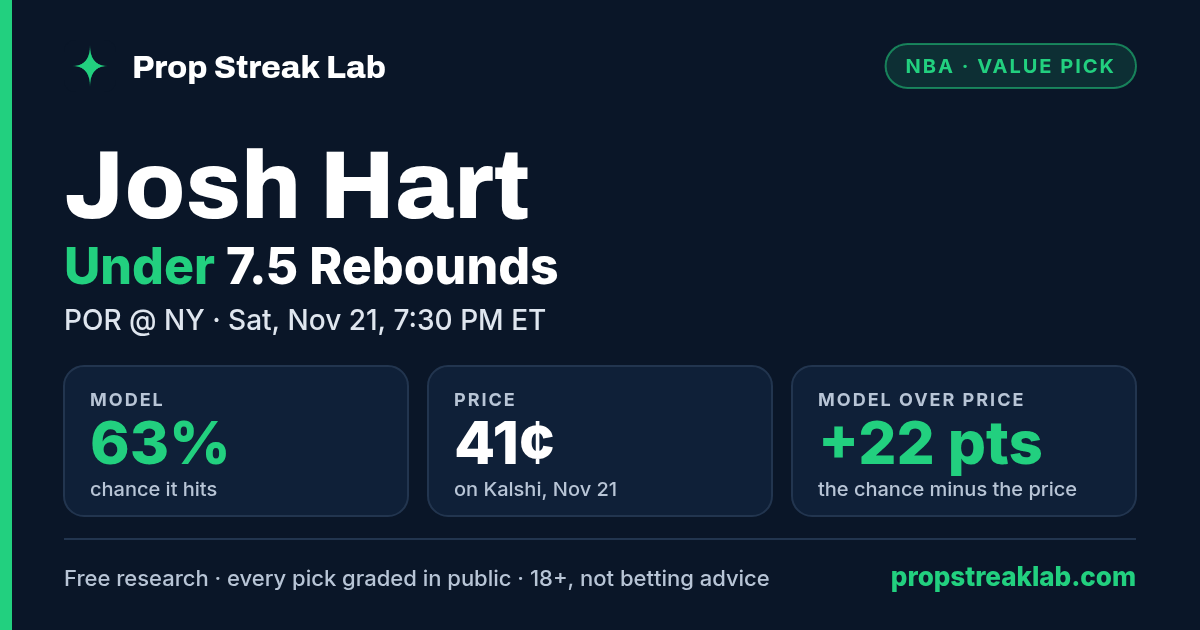 Prop Streak Lab
NBA · VALUE PICK
Josh Hart
Under 7.5 Rebounds
POR @ NY · Sat, Nov 21, 7:30 PM ET
MODEL
63%
chance it hits
PRICE
41¢
on Kalshi, Nov 21
MODEL OVER PRICE
+22 pts
the chance minus the price
Free research · every pick graded in public · 18+, not betting advice
propstreaklab.com